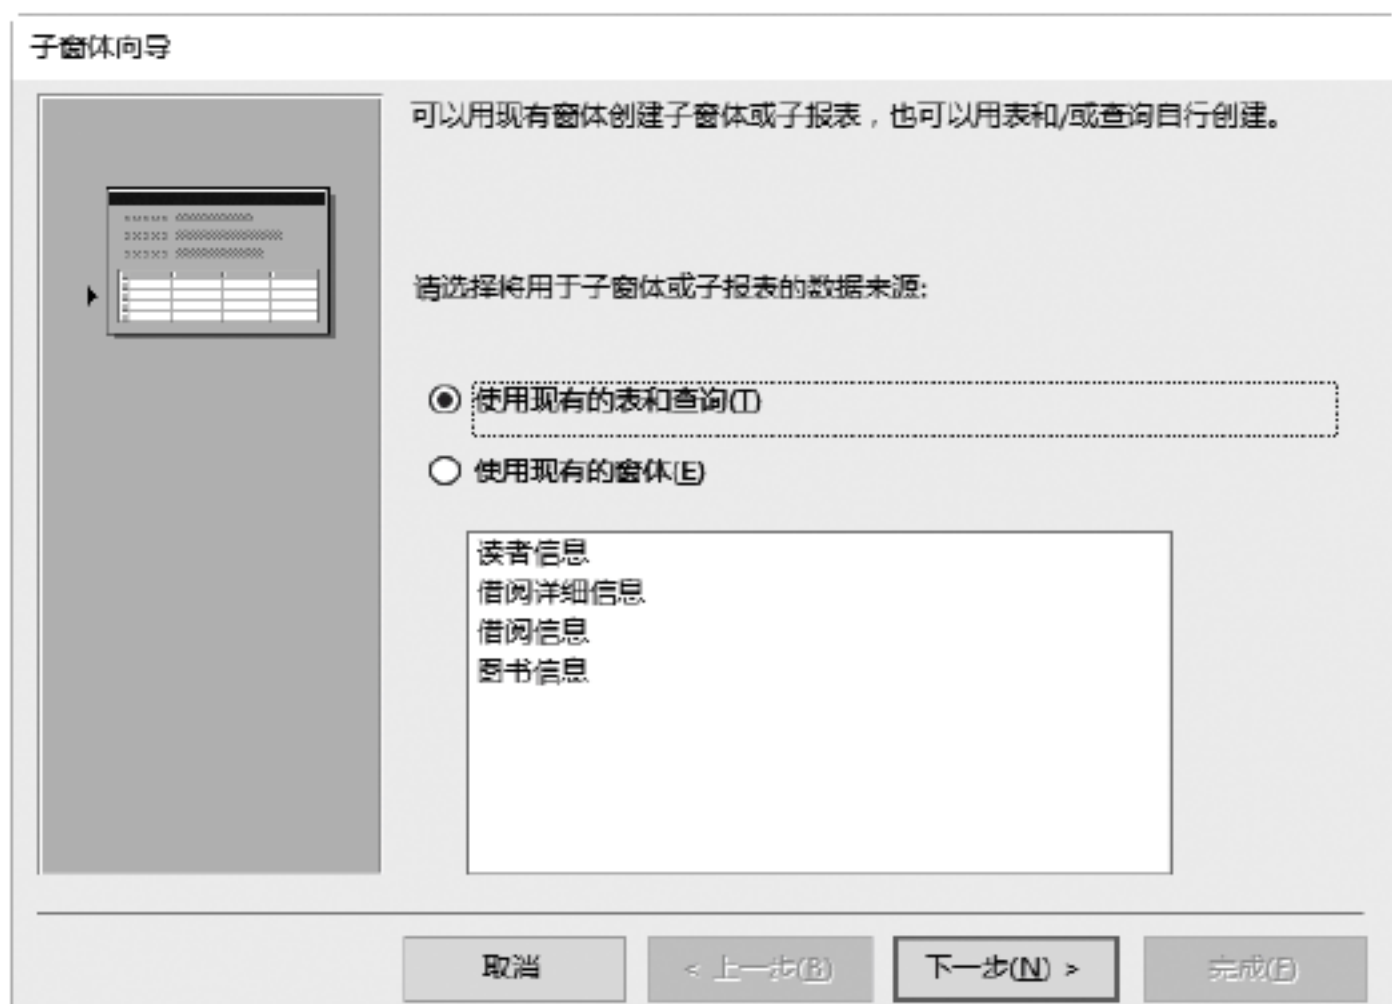 子窗体向导
可以用现有窗体创建子窗体或子报表，也可以用表和/或查询自行创建。
请选择将用于子窗体或子报表的数据来源:
使用现有的表和查询(T)
使用现有的窗体(E)
读者信息
借阅详细信息
借阅信息
图书信息
取消
< 上一步(B)
下一步(N) >
完成(F)